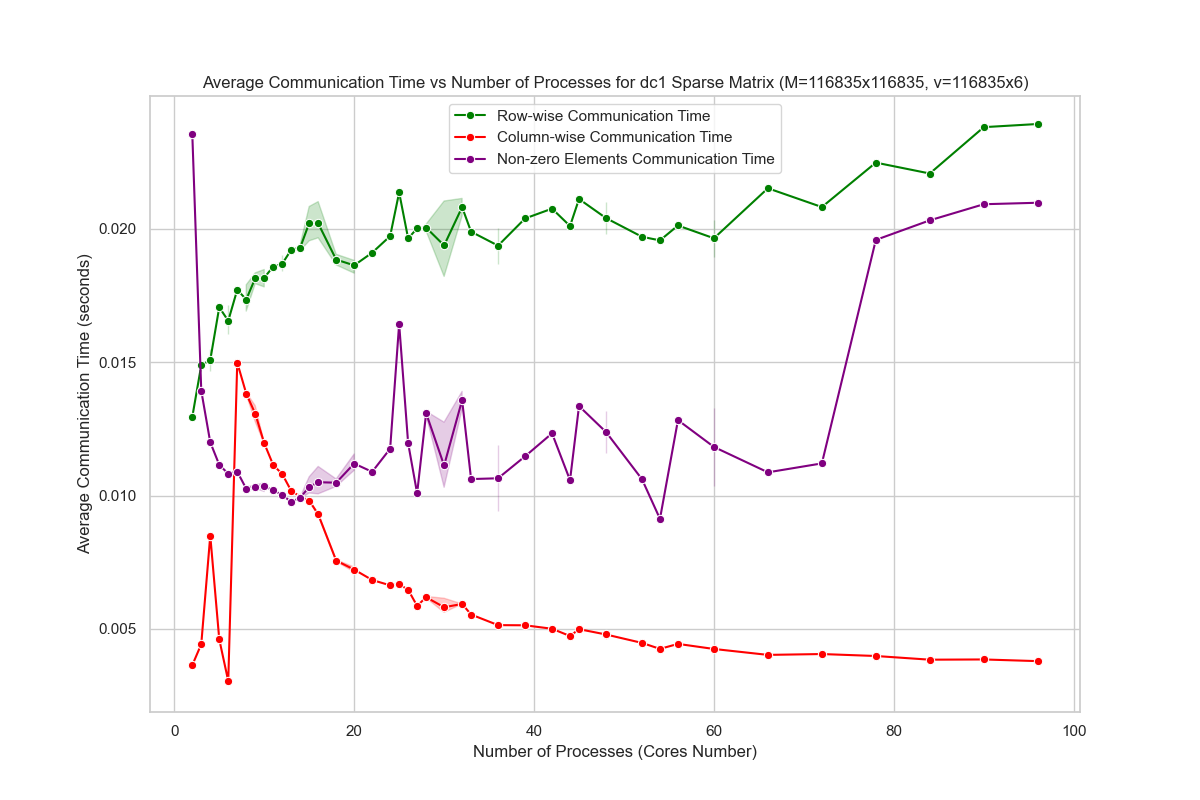 Average Communication Time vs Number of Processes for dc1 Sparse Matrix (M=116835x116835, v=116835x6)
Row-wise Communication Time
Column-wise Communication Time
Non-zero Elements Communication Time
Average Communication Time (seconds)
0.020
0.015
0.010
0.005
0 20 40 60 80 100
Number of Processes (Cores Number)